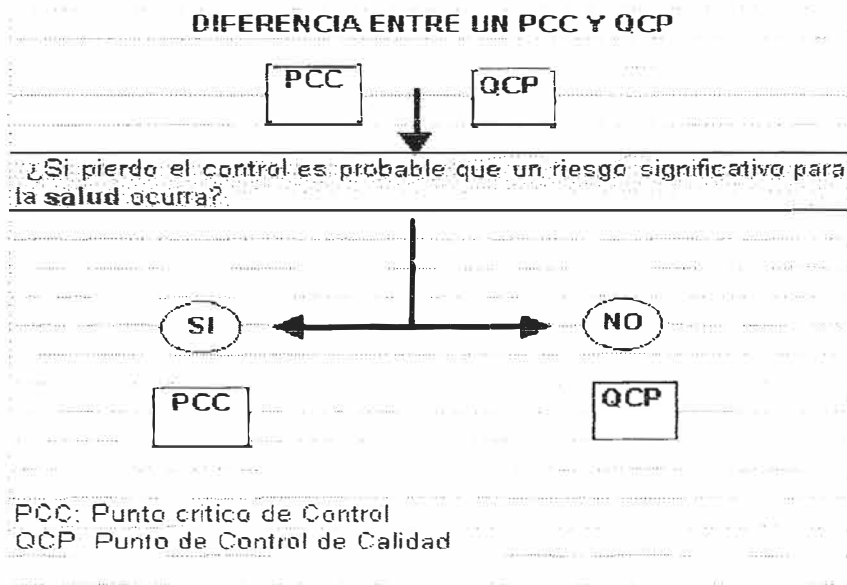 DIFERENCIA ENTRE UN PCC Y QCP
PCC QCP
¿Si pierdo el control es probable que un riesgo significativo para
la salud ocurra?
SI NO
PCC QCP
PCC: Punto critico de Control
QCP Punto de Control de Calidad